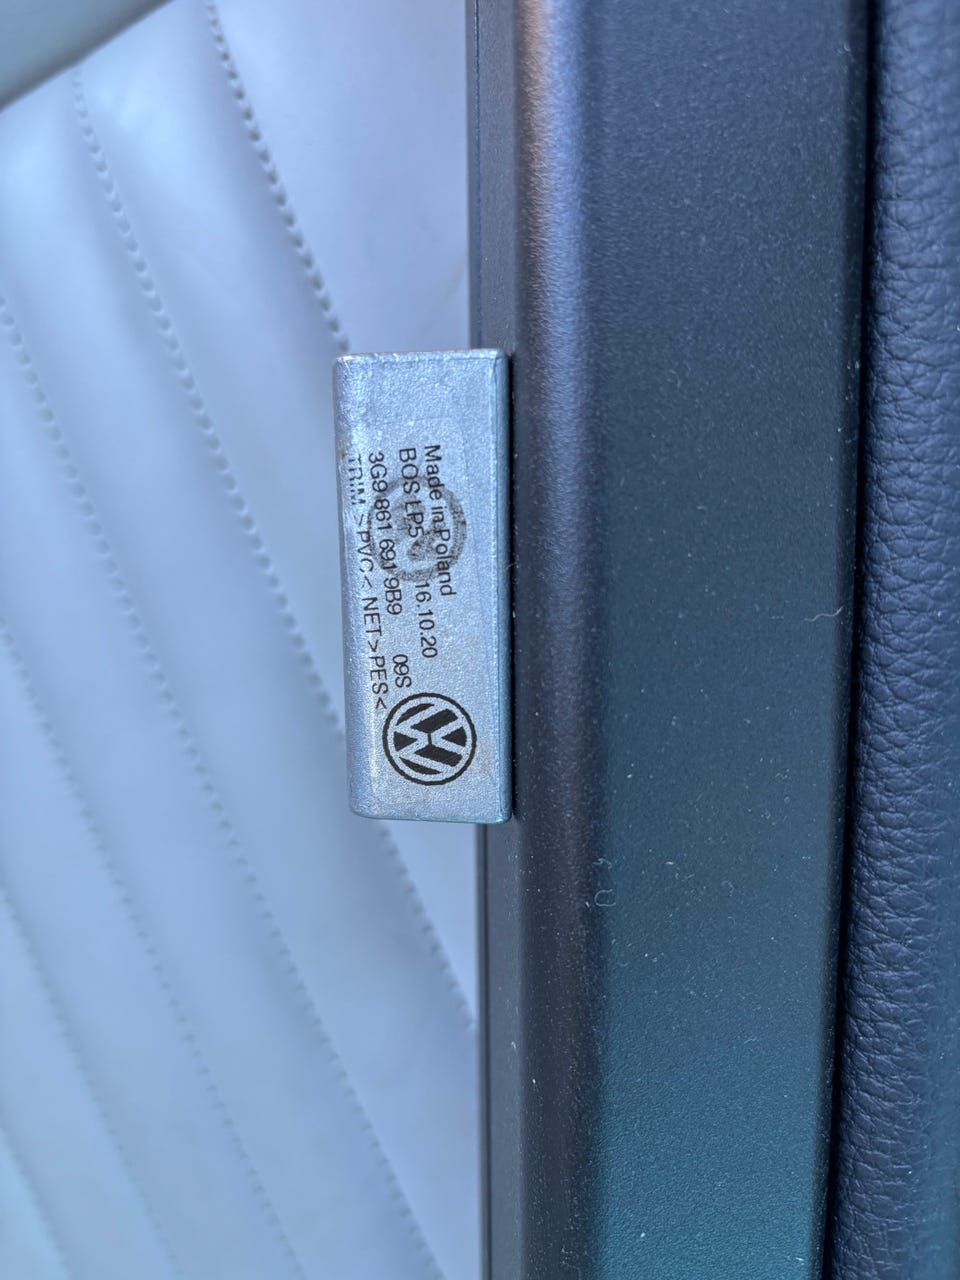 Made in Poland
BOS LP5 16.10.20
3G9 861 691 9B9 09S
TRIM >PVC< NET>PES<